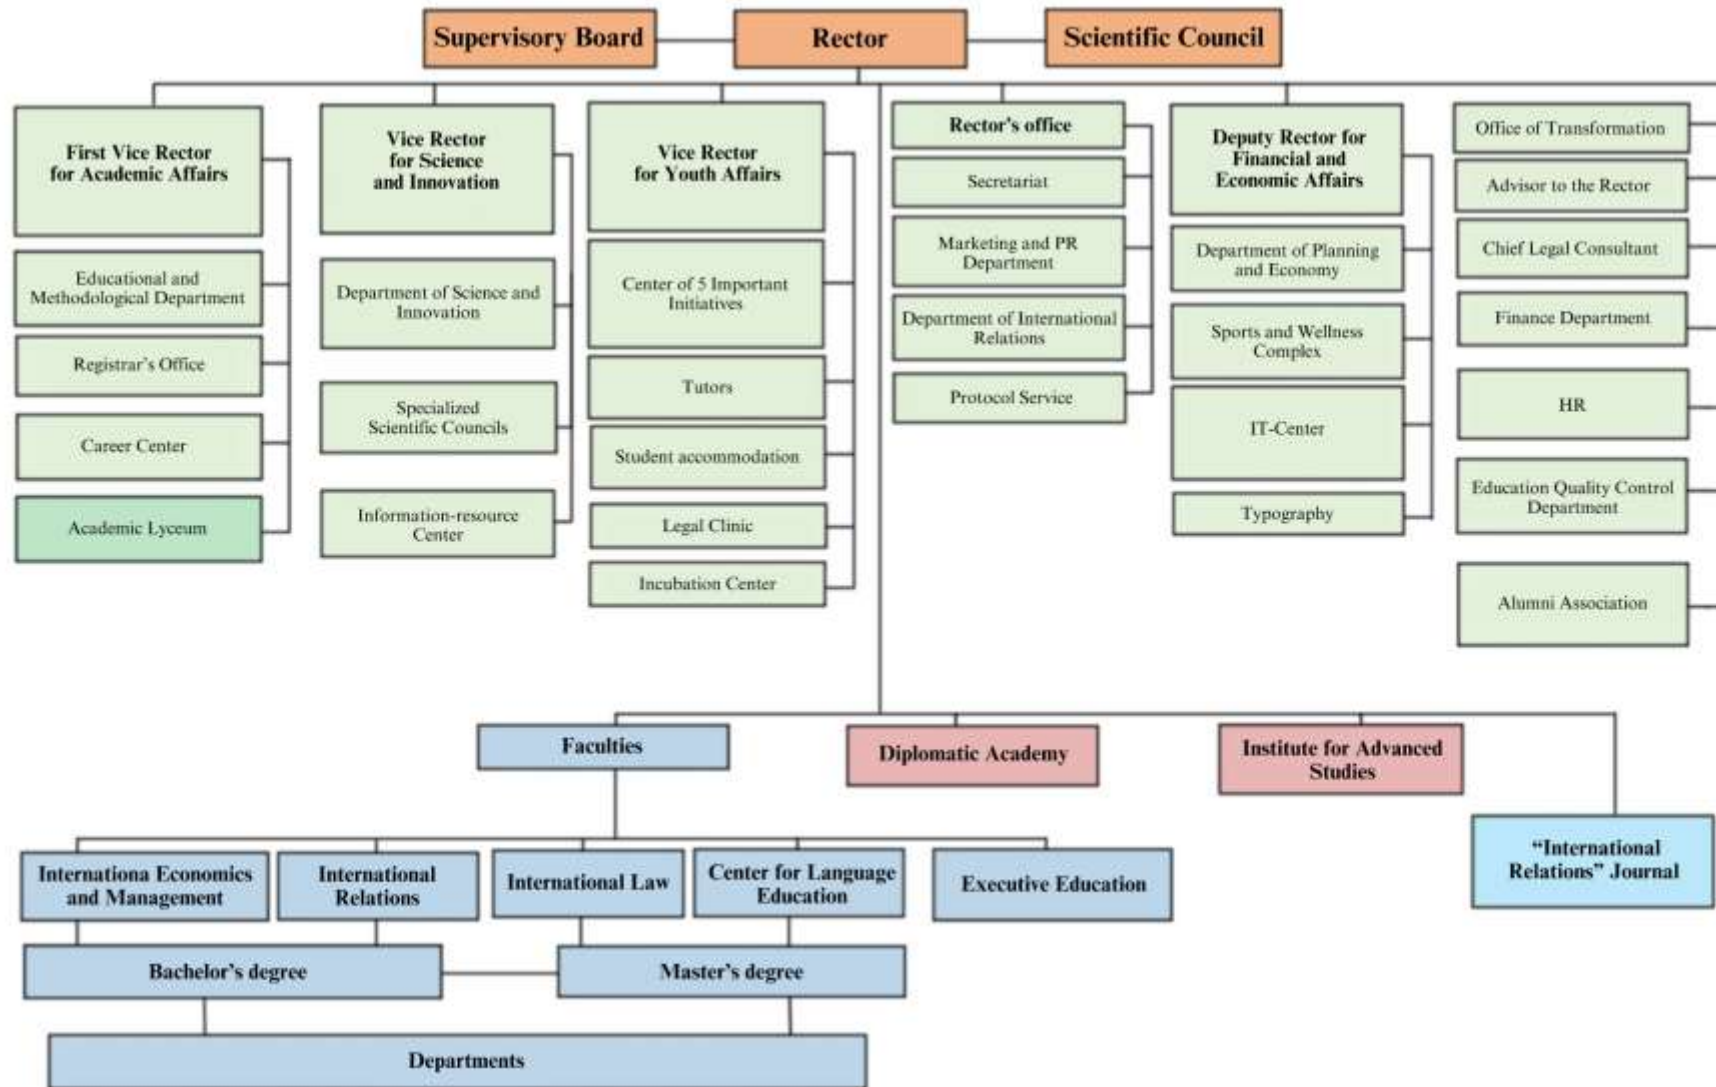 Supervisory Board
Rector
Scientific Council
First Vice Rector
for Academic Affairs
Educational and
Methodological Department
Registrar's Office
Career Center
Academic Lyceum
Vice Rector
for Science
and Innovation
Department of Science and
Innovation
Specialized
Scientific Councils
Information-resource
Center
Vice Rector
for Youth Affairs
Center of 5 Important
Initiatives
Tutors
Student accommodation
Legal Clinic
Incubation Center
Rector's office
Secretariat
Marketing and PR
Department
Department of International
Relations
Protocol Service
Deputy Rector for
Financial and
Economic Affairs
Department of Planning
and Economy
Sports and Wellness
Complex
IT-Center
Typography
Office of Transformation
Advisor to the Rector
Chief Legal Consultant
Finance Department
HR
Education Quality Control
Department
Alumni Association
Faculties
Diplomatic Academy
Institute for Advanced
Studies
"International
Relations" Journal
Internationa Economics
and Management
International
Relations
International Law
Center for Language
Education
Executive Education
Bachelor's degree
Master's degree
Departments